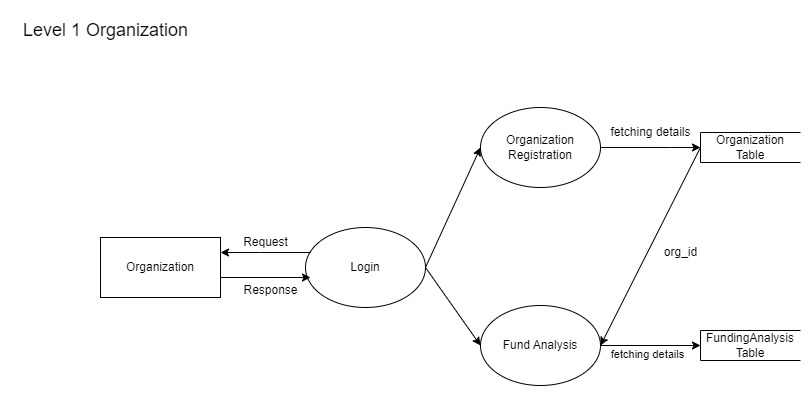 Level 1 Organization
Organization
Request
Response
Login
Organization
Registration
fetching details
Organization
Table
org_id
Fund Analysis
fetching details
FundingAnalysis
Table